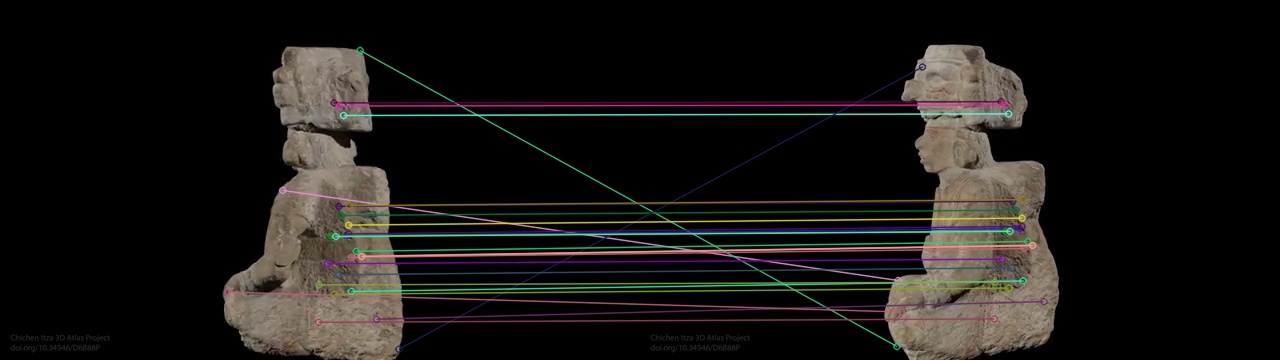 Chichen Itza 3D Atlas Project
doi.org/10.34946/D6B88P
Chichen Itza 3D Atlas Project
doi.org/10.34946/D6B88P